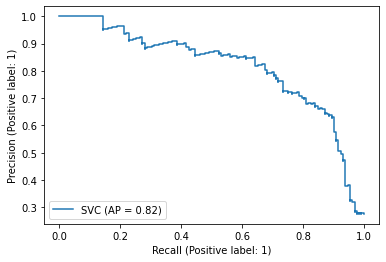 1.0
0.9
0.8
0.7
0.6
0.5
0.4
0.3
Precision (Positive label: 1)
SVC (AP = 0.82)
0.0 0.2 0.4 0.6 0.8 1.0
Recall (Positive label: 1)